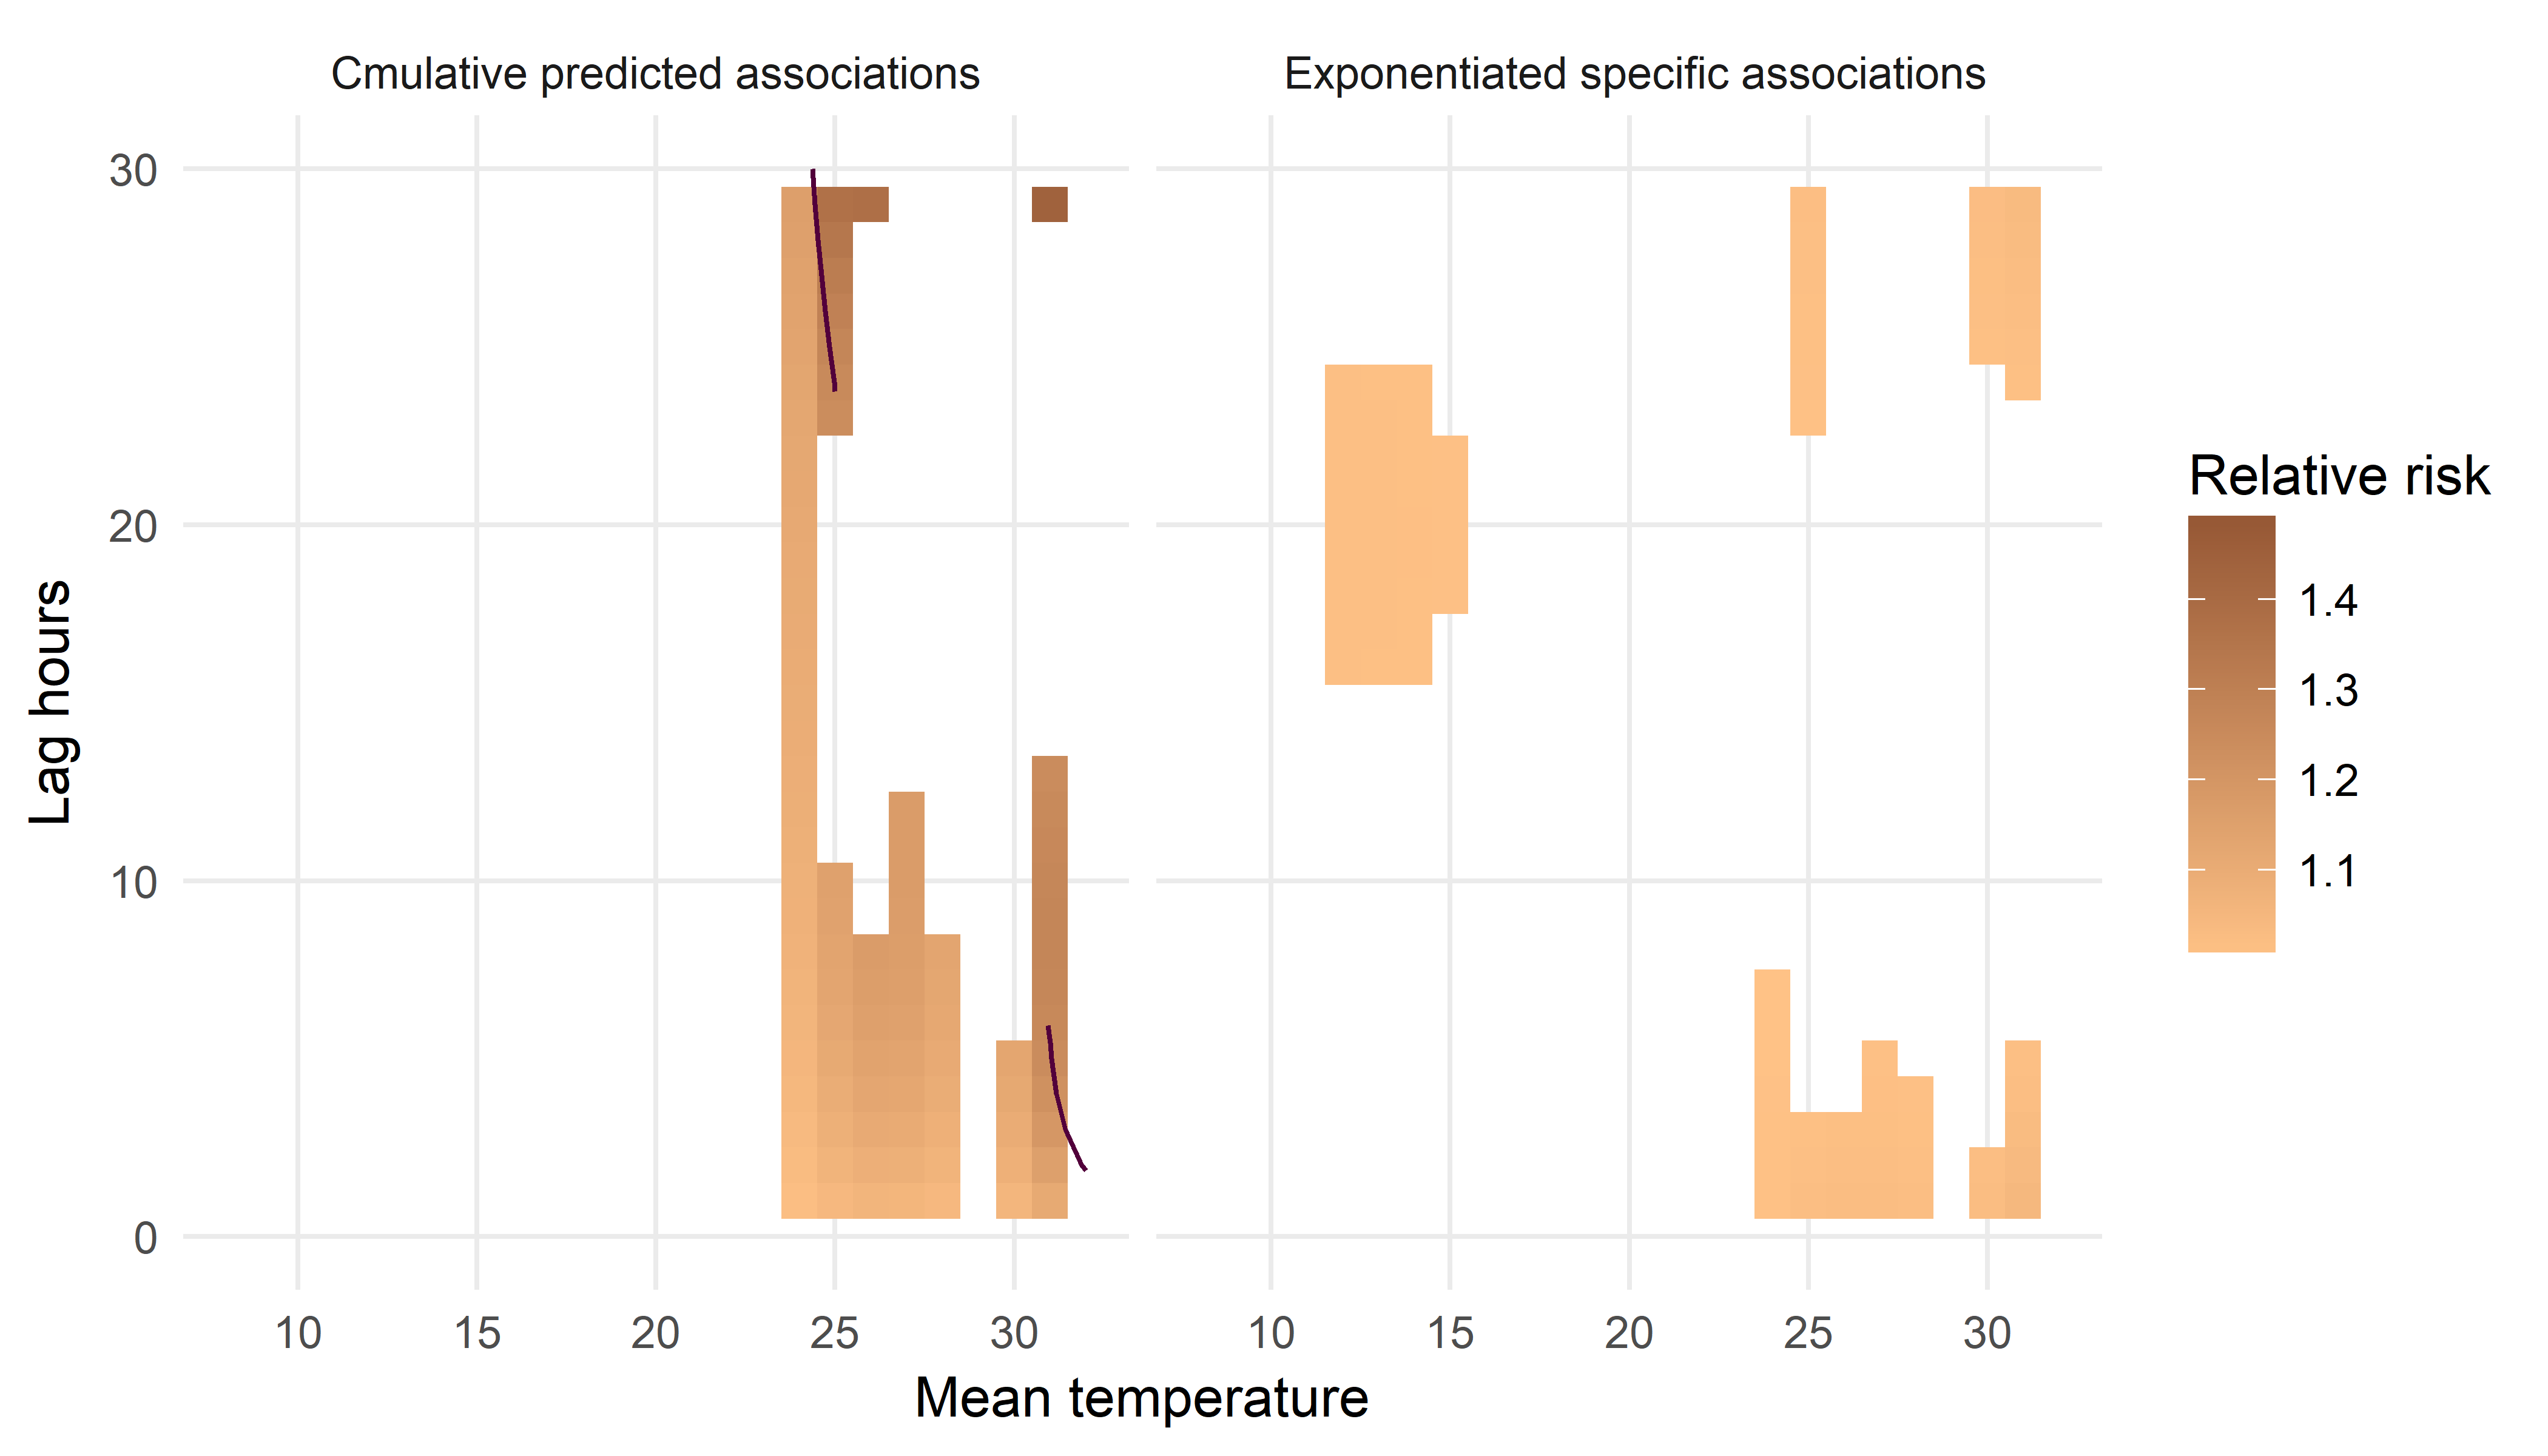 Cmulative predicted associations
Exponentiated specific associations
30
20
10
0
Lag hours
10 15 20 25 30
10 15 20 25 30
Mean temperature
Relative risk
1.4
1.3
1.2
1.1